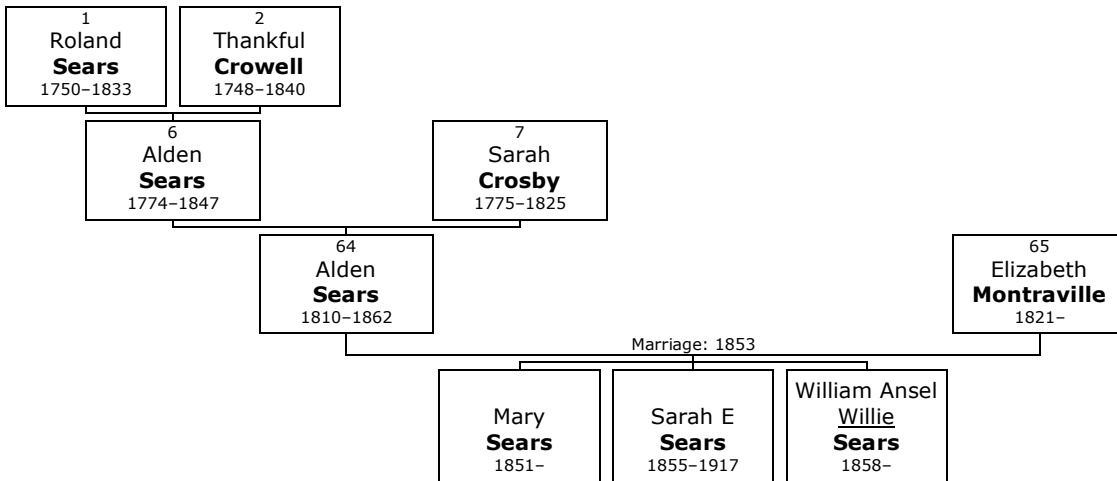 1
Roland
Sears
1750–1833
2
Thankful
Crowell
1748–1840
6
Alden
Sears
1774–1847
7
Sarah
Crosby
1775–1825
64
Alden
Sears
1810–1862
65
Elizabeth
Montraville
1821–
Marriage: 1853
Mary
Sears
1851–
Sarah E
Sears
1855–1917
William Ansel
Willie
Sears
1858–